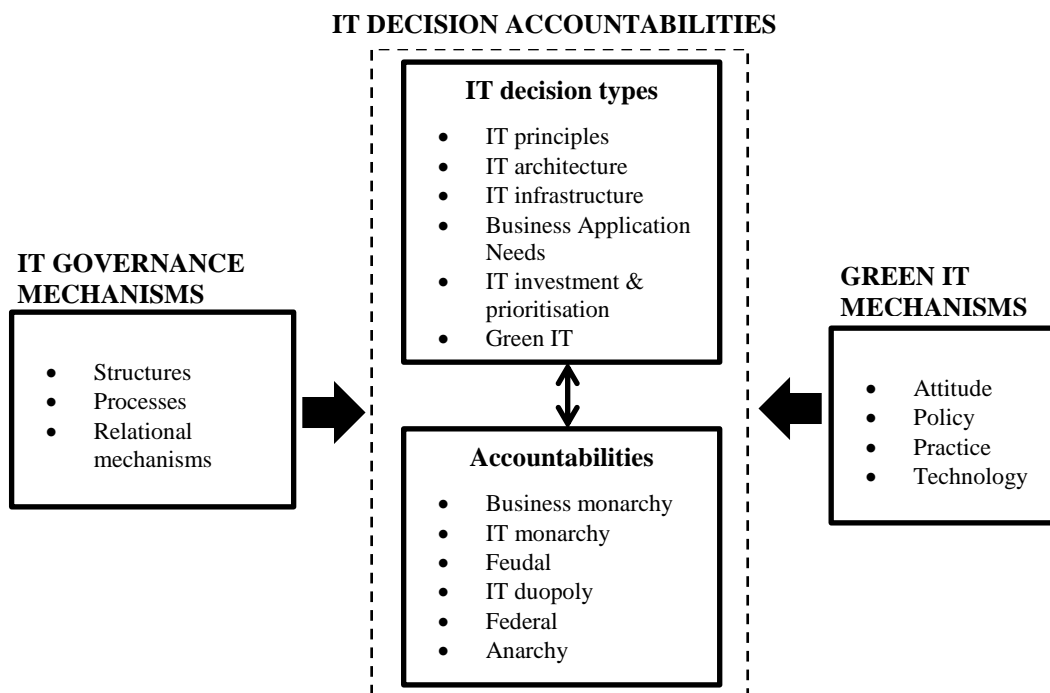 IT DECISION ACCOUNTABILITIES
IT decision types
• IT principles
• IT architecture
• IT infrastructure
• Business Application
Needs
• IT investment &
prioritisation
• Green IT
IT GOVERNANCE
MECHANISMS
• Structures
• Processes
• Relational
mechanisms
Accountabilities
• Business monarchy
• IT monarchy
• Feudal
• IT duopoly
• Federal
• Anarchy
GREEN IT
MECHANISMS
• Attitude
• Policy
• Practice
• Technology